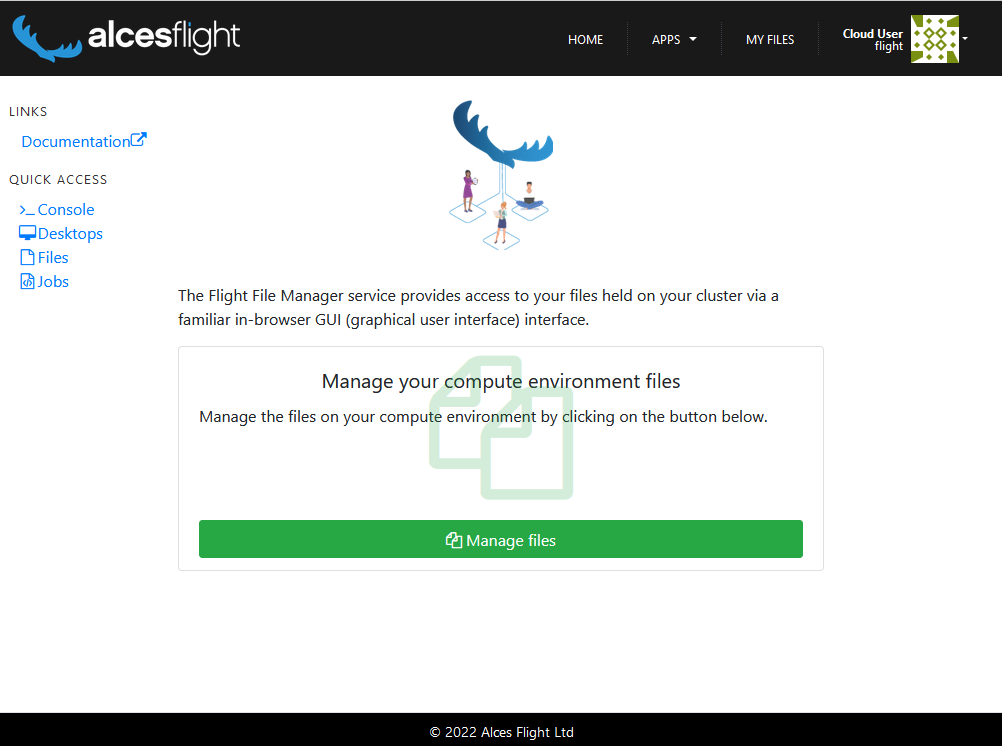 alcesflight
HOME
APPS
MY FILES
Cloud User
flight
LINKS
Documentation
QUICK ACCESS
Console
Desktops
Files
Jobs
The Flight File Manager service provides access to your files held on your cluster via a
familiar in-browser GUI (graphical user interface) interface.
Manage your compute environment files
Manage the files on your compute environment by clicking on the button below.
Manage files
© 2022 Alces Flight Ltd